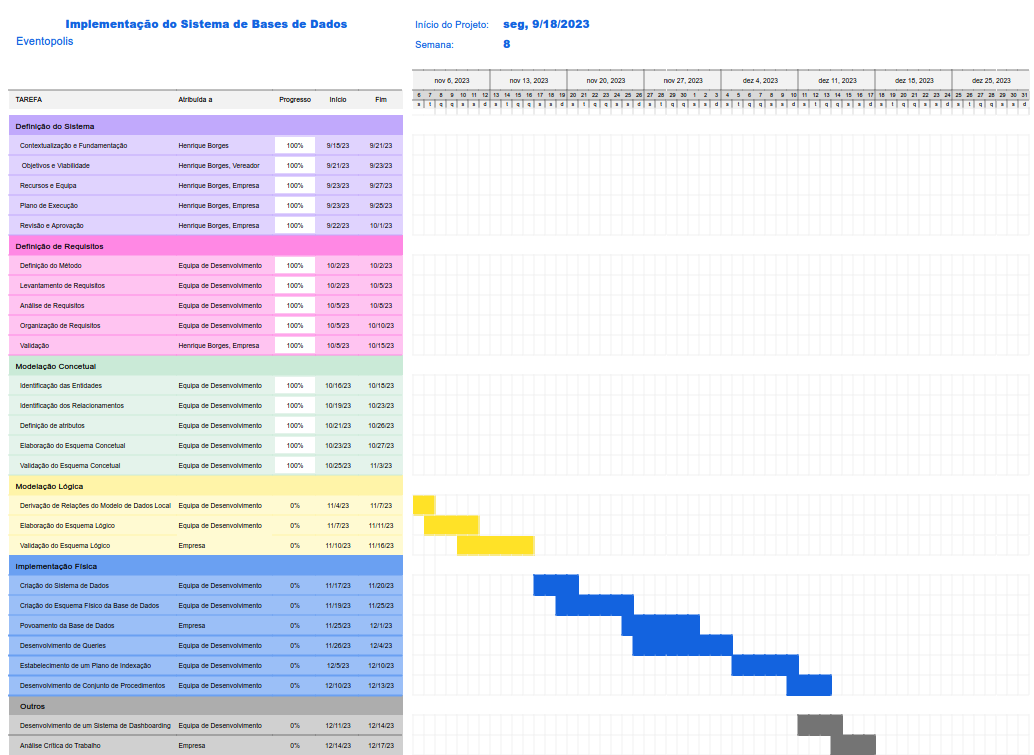 Implementação do Sistema de Bases de Dados
Início do Projeto: seg, 9/18/2023
Eventopolis
Semana: 8
nov 6, 2023 nov 13, 2023 nov 20, 2023 nov 27, 2023 dez 4, 2023 dez 11, 2023 dez 18, 2023 dez 25, 2023
TAREFA Atribuída a Progresso Início Fim
6 7 8 9 10 11 12 13 14 15 16 17 18 19 20 21 22 23 24 25 26 27 28 29 30 1 2 3 4 5 6 7 8 9 10 11 12 13 14 15 16 17 18 19 20 21 22 23 24 25 26 27 28 29 30 31
s t q q s s d s t q q s s d s t q q s s d s t q q s s d s t q q s s d s t q q s s d s t q q s s d s t q q s s d
Definição do Sistema
Contextualização e Fundamentação Henrique Borges 100% 9/18/23 9/21/23
Objetivos e Viabilidade Henrique Borges, Vereador 100% 9/21/23 9/23/23
Recursos e Equipa Henrique Borges, Empresa 100% 9/23/23 9/27/23
Plano de Execução Henrique Borges, Empresa 100% 9/23/23 9/28/23
Revisão e Aprovação Henrique Borges, Empresa 100% 9/22/23 10/1/23
Definição de Requisitos
Definição do Método Equipa de Desenvolvimento 100% 10/2/23 10/2/23
Levantamento de Requisitos Equipa de Desenvolvimento 100% 10/2/23 10/5/23
Análise de Requisitos Equipa de Desenvolvimento 100% 10/5/23 10/8/23
Organização de Requisitos Equipa de Desenvolvimento 100% 10/5/23 10/10/23
Validação Henrique Borges, Empresa 100% 10/8/23 10/15/23
Modelação Concetual
Identificação das Entidades Equipa de Desenvolvimento 100% 10/16/23 10/18/23
Identificação dos Relacionamentos Equipa de Desenvolvimento 100% 10/19/23 10/23/23
Definição de atributos Equipa de Desenvolvimento 100% 10/21/23 10/26/23
Elaboração do Esquema Concetual Equipa de Desenvolvimento 100% 10/23/23 10/27/23
Validação do Esquema Concetual Equipa de Desenvolvimento 100% 10/25/23 11/3/23
Modelação Lógica
Derivação de Relações do Modelo de Dados Local Equipa de Desenvolvimento 0% 11/4/23 11/7/23
Elaboração do Esquema Lógico Equipa de Desenvolvimento 0% 11/7/23 11/11/23
Validação do Esquema Lógico Empresa 0% 11/10/23 11/16/23
Implementação Física
Criação do Sistema de Dados Equipa de Desenvolvimento 0% 11/17/23 11/20/23
Criação do Esquema Físico da Base de Dados Equipa de Desenvolvimento 0% 11/19/23 11/25/23
Povoamento da Base de Dados Empresa 0% 11/25/23 12/1/23
Desenvolvimento de Queries Equipa de Desenvolvimento 0% 11/26/23 12/4/23
Estabelecimento de um Plano de Indexação Equipa de Desenvolvimento 0% 12/5/23 12/10/23
Desenvolvimento de Conjunto de Procedimentos Equipa de Desenvolvimento 0% 12/10/23 12/13/23
Outros
Desenvolvimento de um Sistema de Dashboarding Equipa de Desenvolvimento 0% 12/11/23 12/14/23
Análise Crítica do Trabalho Empresa 0% 12/14/23 12/17/23